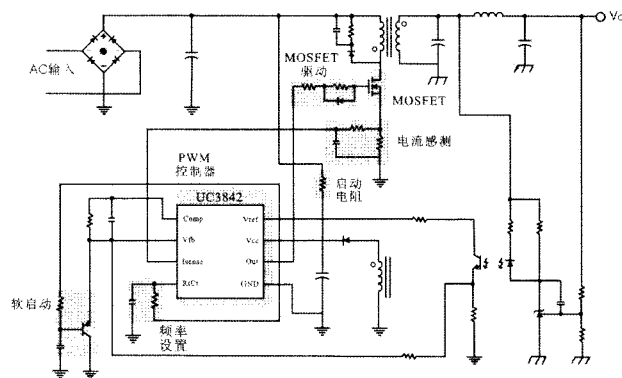 Vo
AC输入
MOSFET
驱动
MOSFET
电流感测
PWM
控制器
启动
电阻
UC3842
Comp
Vref
Vfb
Vcc
Isense
Out
RtCt
GND
软启动
频率
设置